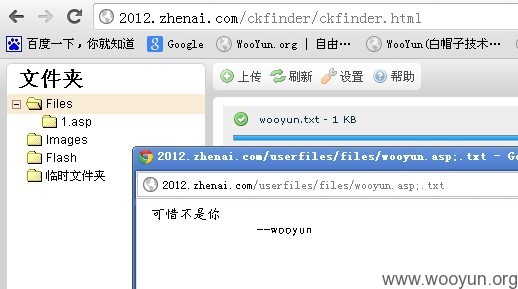 2012.zhenai.com/ckfinder/ckfinder.html
百度一下，你就知道 Google WooYun.org | 自由… WooYun(白帽子技术…
文件夹
上传 刷新 设置 帮助
Files
1.asp
Images
Flash
临时文件夹
wooyun.txt - 1 KB
2012.zhenai.com/userfiles/files/wooyun.asp;.txt - G
2012.zhenai.com/userfiles/files/wooyun.asp;.txt
可惜不是你
--wooyun
www.wooyun.org